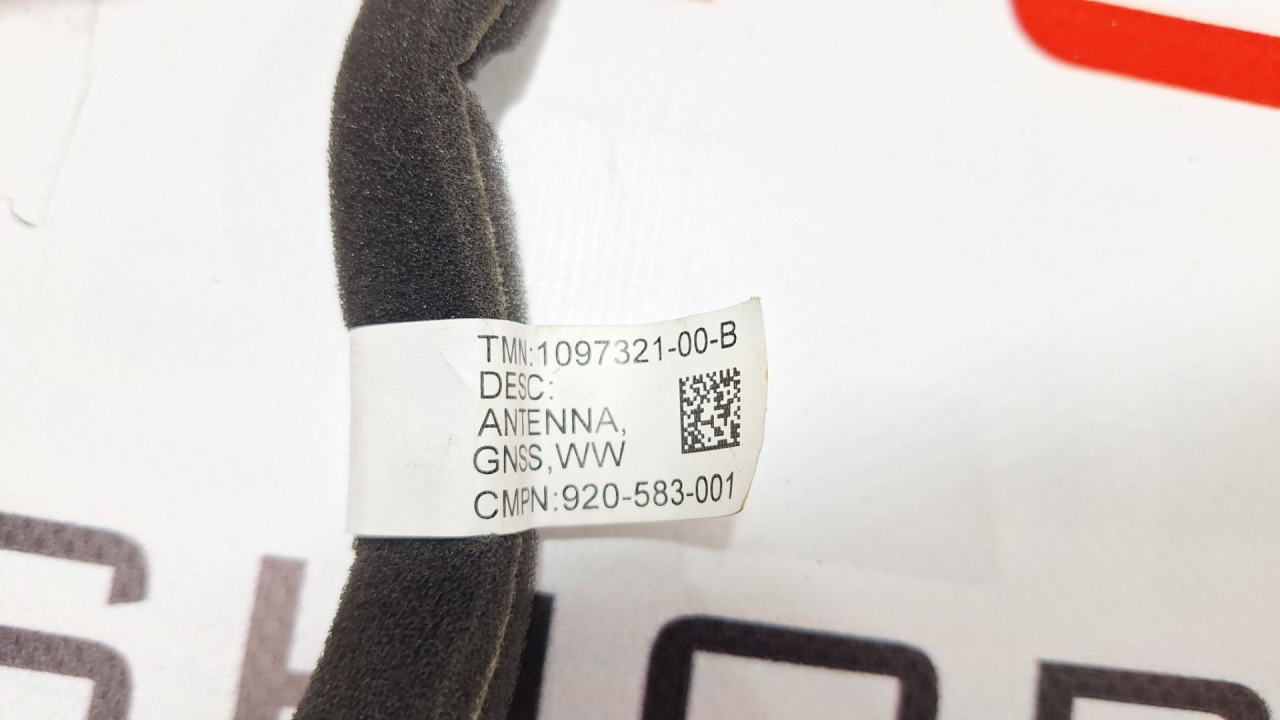 TMN:1097321-00-B
DESC:
ANTENNA,
GNSS,WW
CMPN:920-583-001